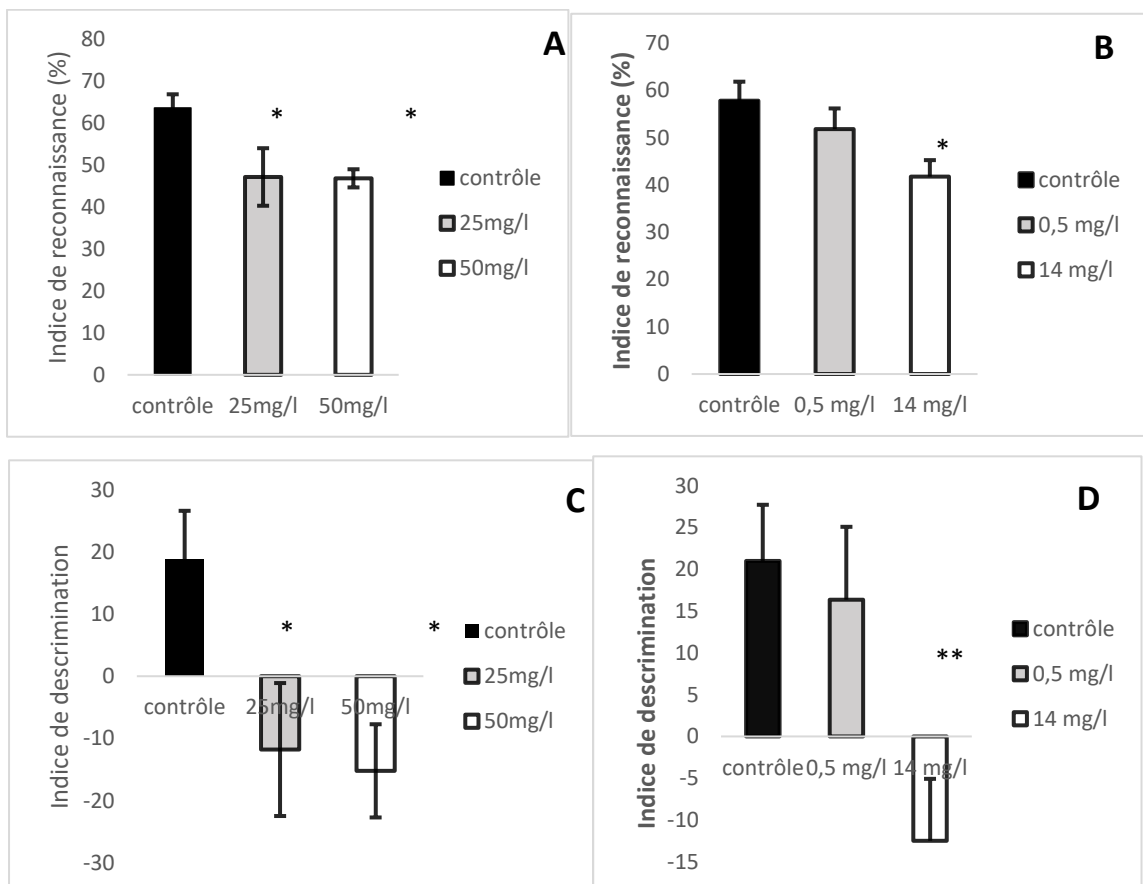 A
Indice de reconnaissance (%)
80
70
60
50
40
30
20
10
0
*
*
contrôle
25mg/l
50mg/l
contrôle 25mg/l 50mg/l
B
Indice de reconnaissance (%)
70
60
50
40
30
20
10
0
*
contrôle
0,5 mg/l
14 mg/l
contrôle 0,5 mg/l 14 mg/l
C
Indice de descrimination
30
20
10
0
-10
-20
-30
*
*
contrôle
25mg/l
50mg/l
contrôle 25mg/l 50mg/l
D
Indice de descrimination
30
25
20
15
10
5
0
-5
-10
-15
**
contrôle
0,5 mg/l
14 mg/l
contrôle 0,5 mg/l 14 mg/l